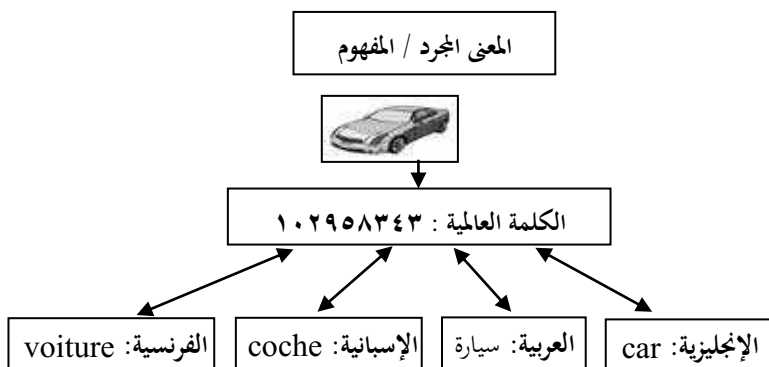 المعنى المجرد / المفهوم
الكلمة العالمية : ١٠٢٩٥٨٣٤٣
الإنجليزية: car
العربية: سيارة
الإسبانية: coche
الفرنسية: voiture